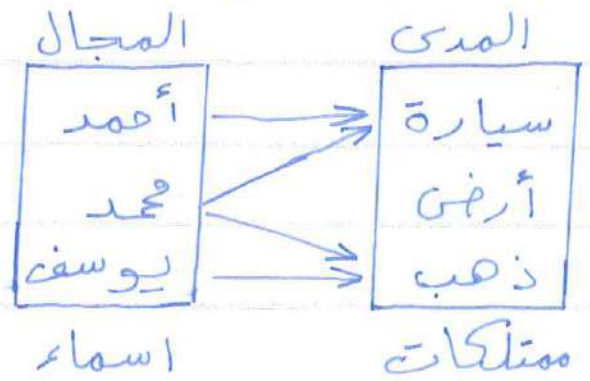 المجال
المدى
أحمد
سيارة
محمد
أرض
يوسف
ذهب
اسماء
ممتلكات